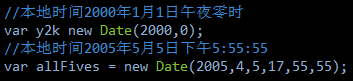 //本地时间2000年1月1日午夜零时
var y2k new Date(2000,0);
//本地时间2005年5月5日下午5:55:55
var allFives = new Date(2005,4,5,17,55,55);